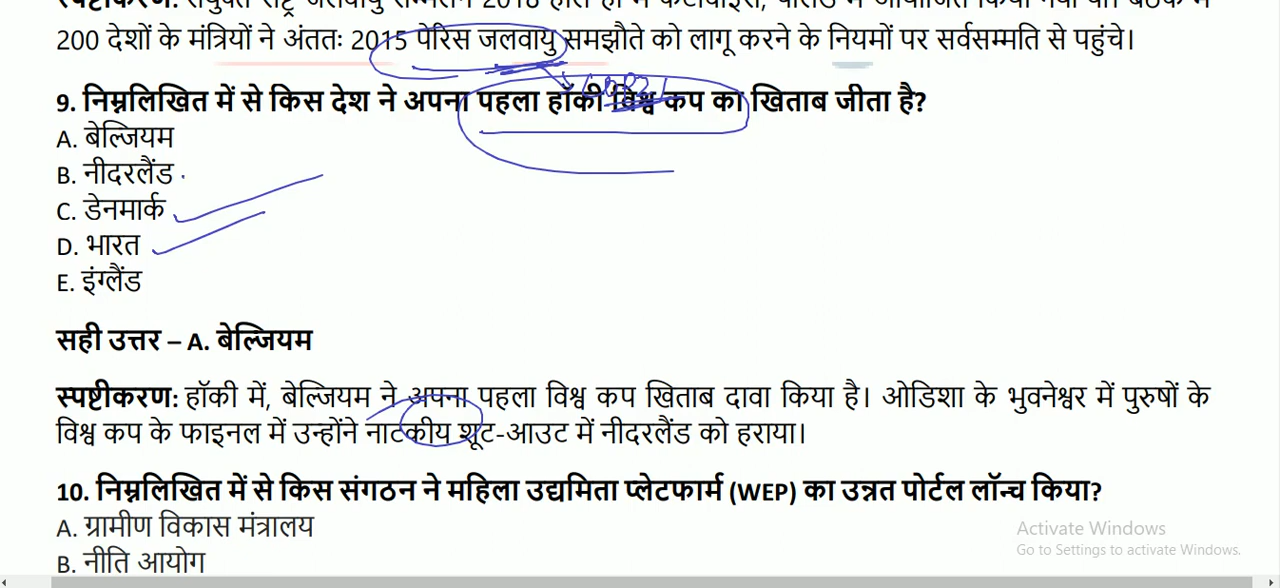 200 देशों के मंत्रियों ने अंततः 2015 पेरिस जलवायु समझौते को लागू करने के नियमों पर सर्वसम्मति से पहुंचे।
9. निम्नलिखित में से किस देश ने अपना पहला हॉकी विश्व कप का खिताब जीता है?
A. बेल्जियम
B. नीदरलैंड
C. डेनमार्क
D. भारत
E. इंग्लैंड
सही उत्तर – A. बेल्जियम
स्पष्टीकरण: हॉकी में, बेल्जियम ने अपना पहला विश्व कप खिताब दावा किया है। ओडिशा के भुवनेश्वर में पुरुषों के
विश्व कप के फाइनल में उन्होंने नाटकीय शूट-आउट में नीदरलैंड को हराया।
10. निम्नलिखित में से किस संगठन ने महिला उद्यमिता प्लेटफार्म (WEP) का उन्नत पोर्टल लॉन्च किया?
A. ग्रामीण विकास मंत्रालय
B. नीति आयोग
Activate Windows
Go to Settings to activate Windows.